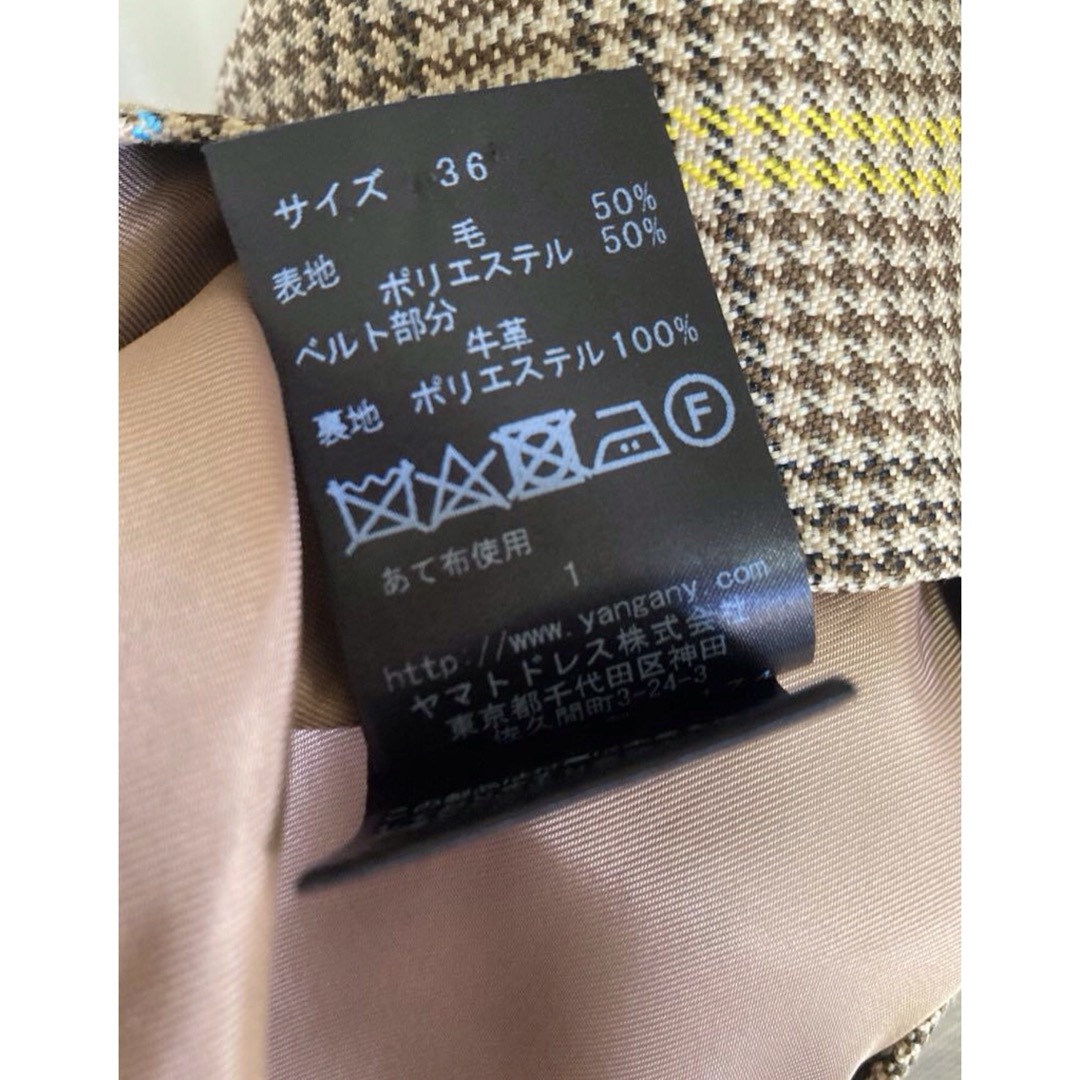 サイズ 36
表地 毛 50%
ポリエステル 50%
ベルト部分
牛革
裏地 ポリエステル100%
F
あて布使用
1
http://www.yangany.com
ヤマトドレス株式会社
東京都千代田区神田
佐久間町3-24-3